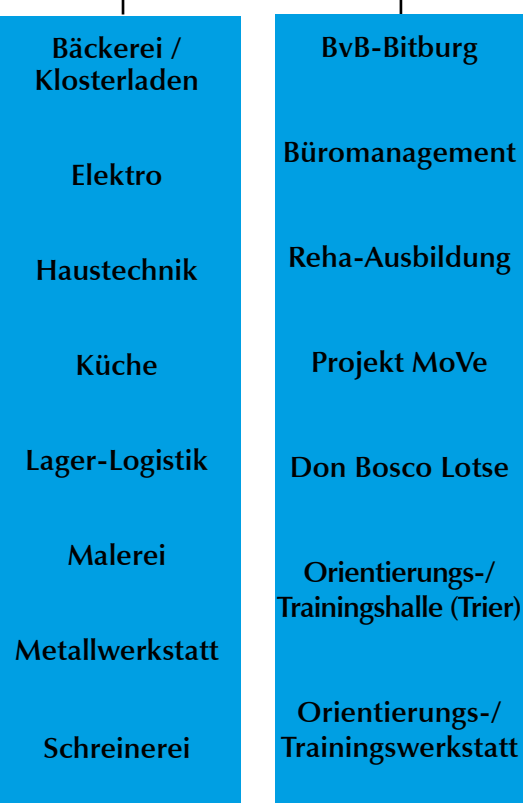 Bäckerei /
Klosterladen
Elektro
Haustechnik
Küche
Lager-Logistik
Malerei
Metallwerkstatt
Schreinerei
BvB-Bitburg
Büromanagement
Reha-Ausbildung
Projekt MoVe
Don Bosco Lotse
Orientierungs-/
Trainingshalle (Trier)
Orientierungs-/
Trainingswerkstatt